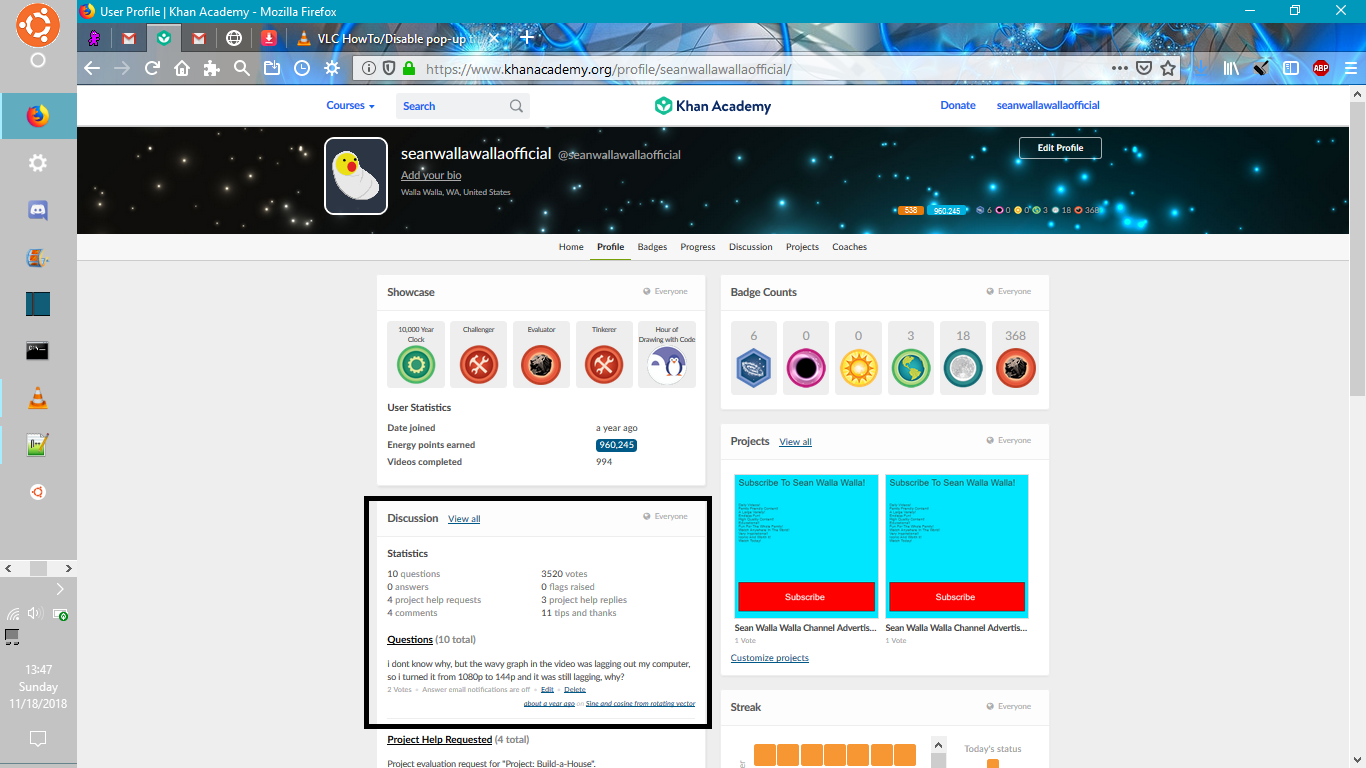 User Profile | Khan Academy - Mozilla Firefox
VLC HowTo/Disable pop-up t
https://www.khanacademy.org/profile/seanwallawallaofficial/
ABP
Courses
Search
Khan Academy
Donate
seanwallawallaofficial
seanwallawallaofficial @seanwallawallaofficial
Add your bio
Walla Walla, WA, United States
Edit Profile
538 960,245 6 0 0 3 18 368
Home Profile Badges Progress Discussion Projects Coaches
Showcase
Everyone
10,000 Year Clock
Challenger
Evaluator
Tinkerer
Hour of Drawing with Code
User Statistics
Date joined a year ago
Energy points earned 960,245
Videos completed 994
Badge Counts
Everyone
6 0 0 3 18 368
Projects View all
Everyone
Subscribe To Sean Walla Walla!
Subscribe
Sean Walla Walla Channel Advertis...
1 Vote
Subscribe To Sean Walla Walla!
Subscribe
Sean Walla Walla Channel Advertis...
1 Vote
Customize projects
Discussion View all
Everyone
Statistics
10 questions 3520 votes
0 answers 0 flags raised
4 project help requests 3 project help replies
4 comments 11 tips and thanks
Questions (10 total)
i dont know why, but the wavy graph in the video was lagging out my computer,
so i turned it from 1080p to 144p and it was still lagging, why?
2 Votes • Answer email notifications are off • Edit • Delete
about a year ago on Sine and cosine from rotating vector
Project Help Requested (4 total)
Project evaluation request for "Project: Build-a-House".
Streak
Everyone
Today's status
13:47
Sunday
11/18/2018